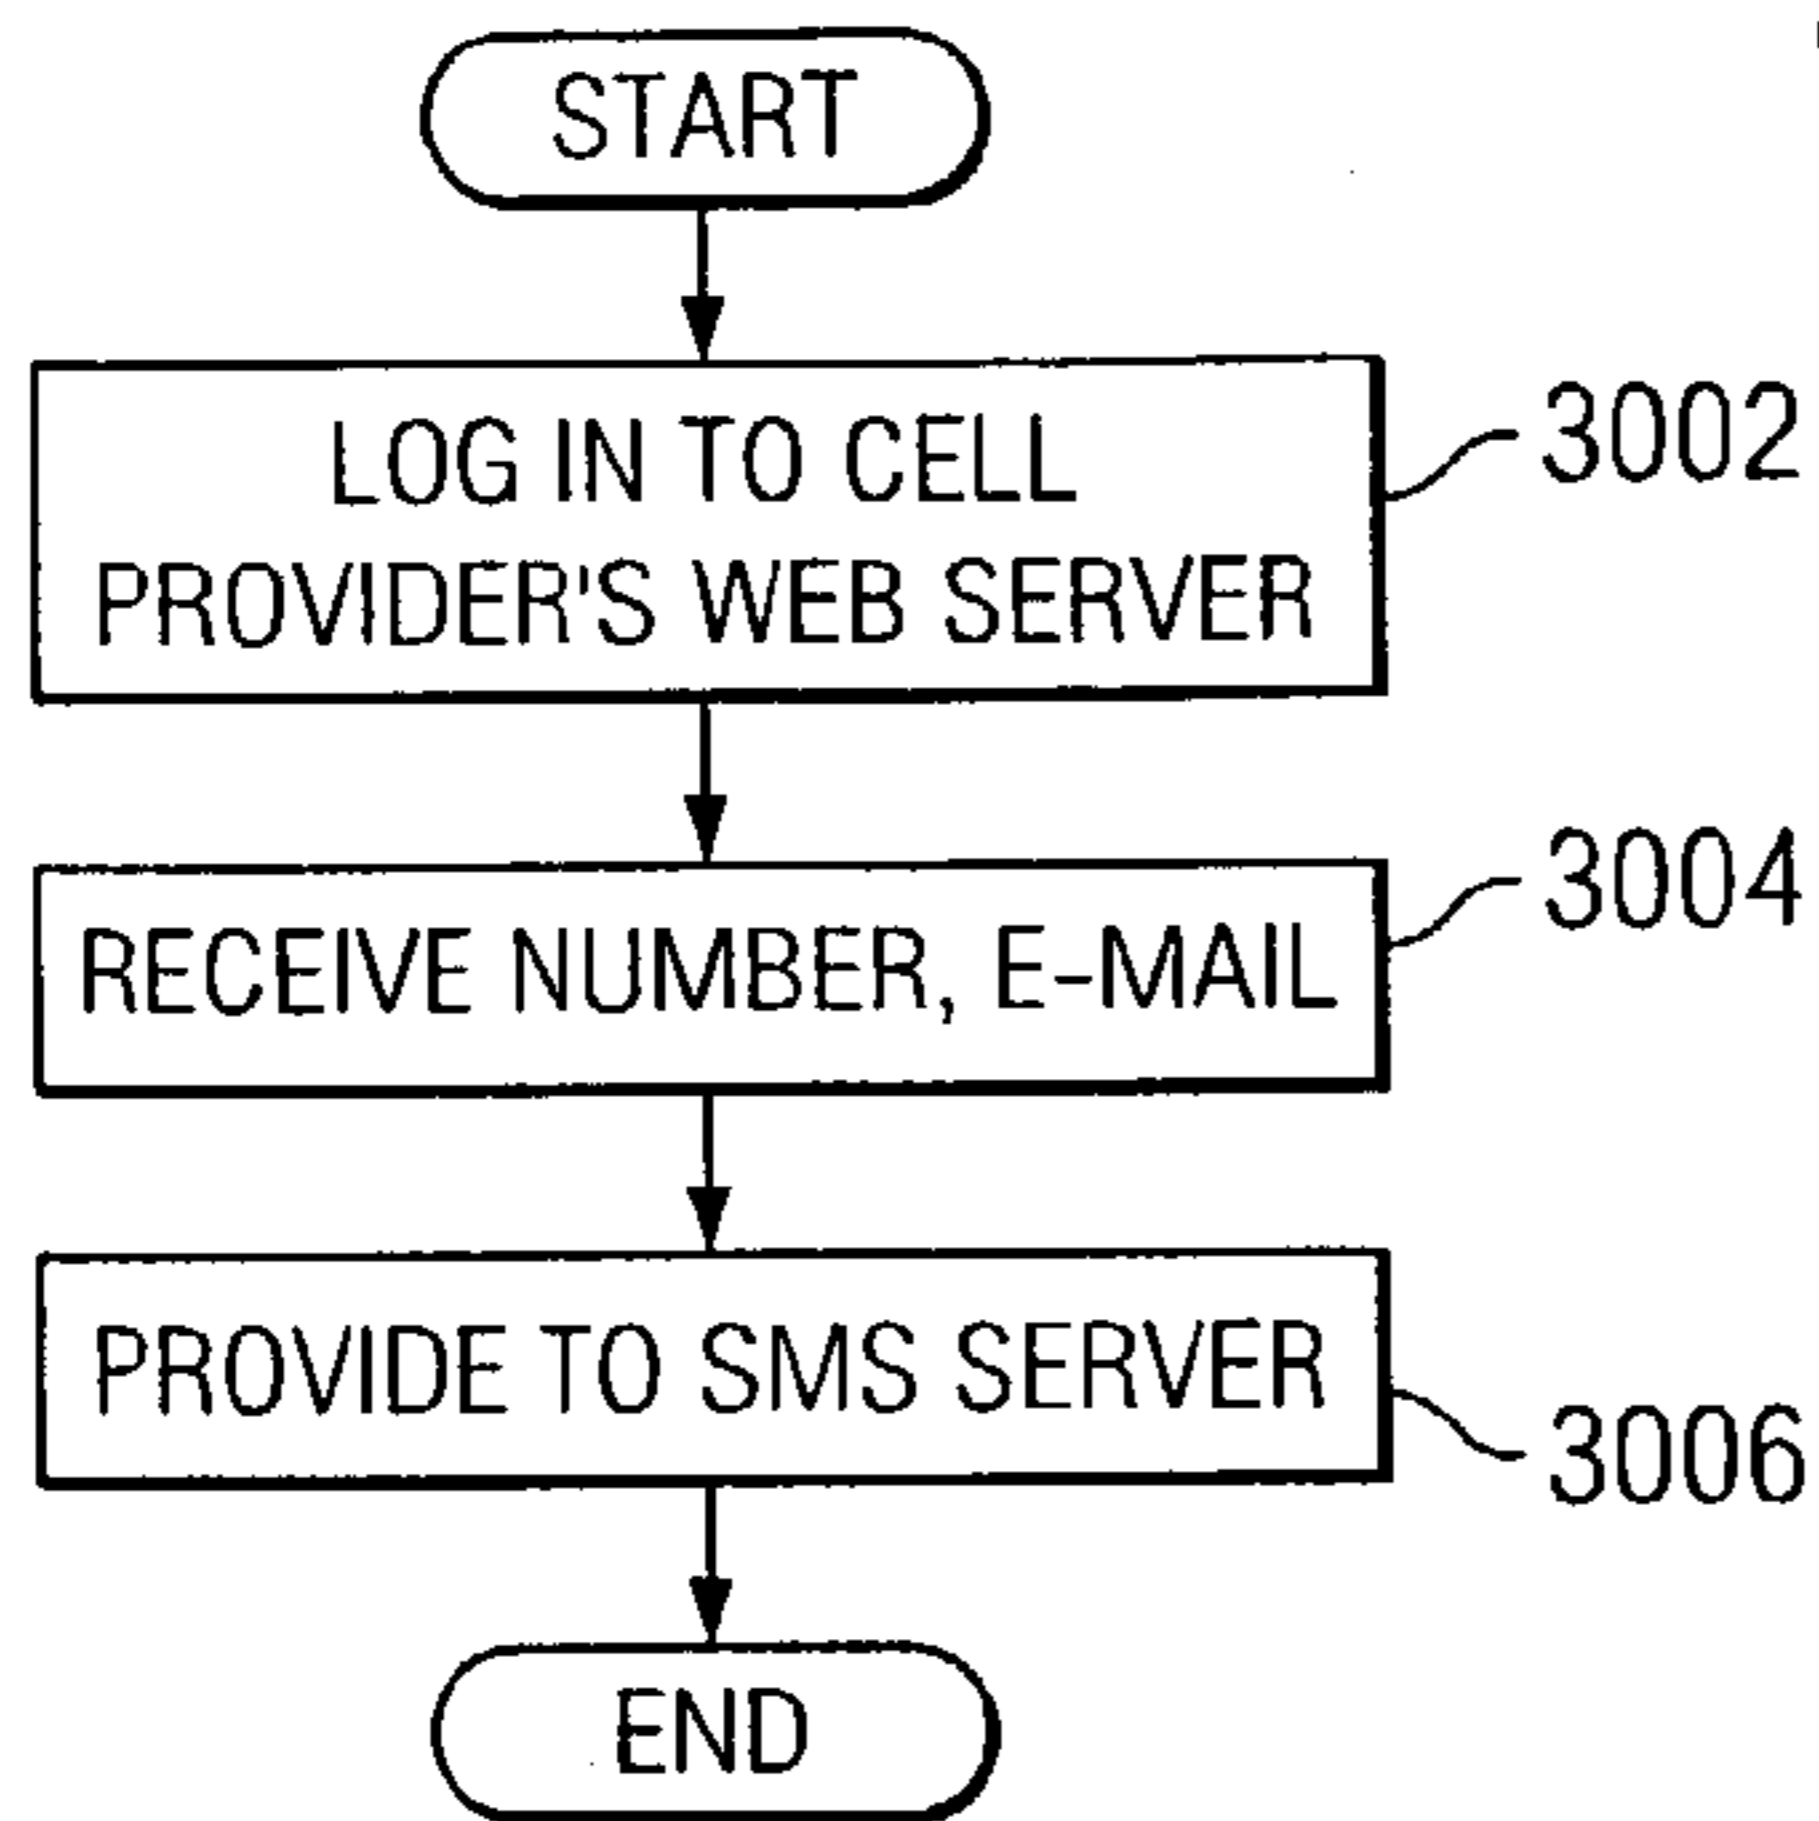 START
LOG IN TO CELL
PROVIDER'S WEB SERVER
3002
RECEIVE NUMBER, E-MAIL
3004
PROVIDE TO SMS SERVER
3006
END